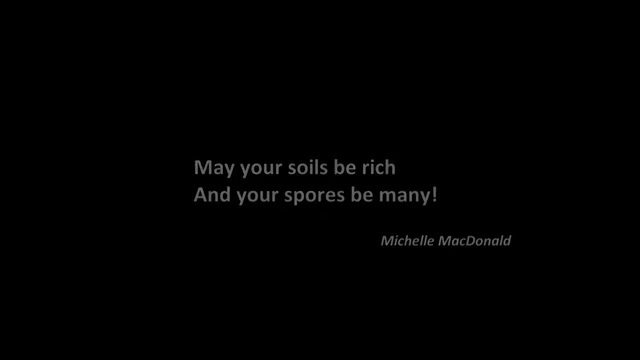 May your soils be rich
And your spores be many!
Michelle MacDonald